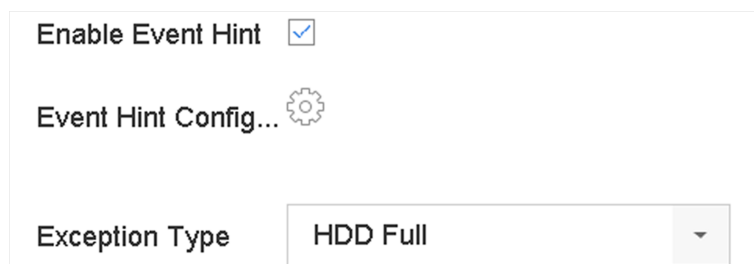 Enable Event Hint
Event Hint Config...
Exception Type HDD Full